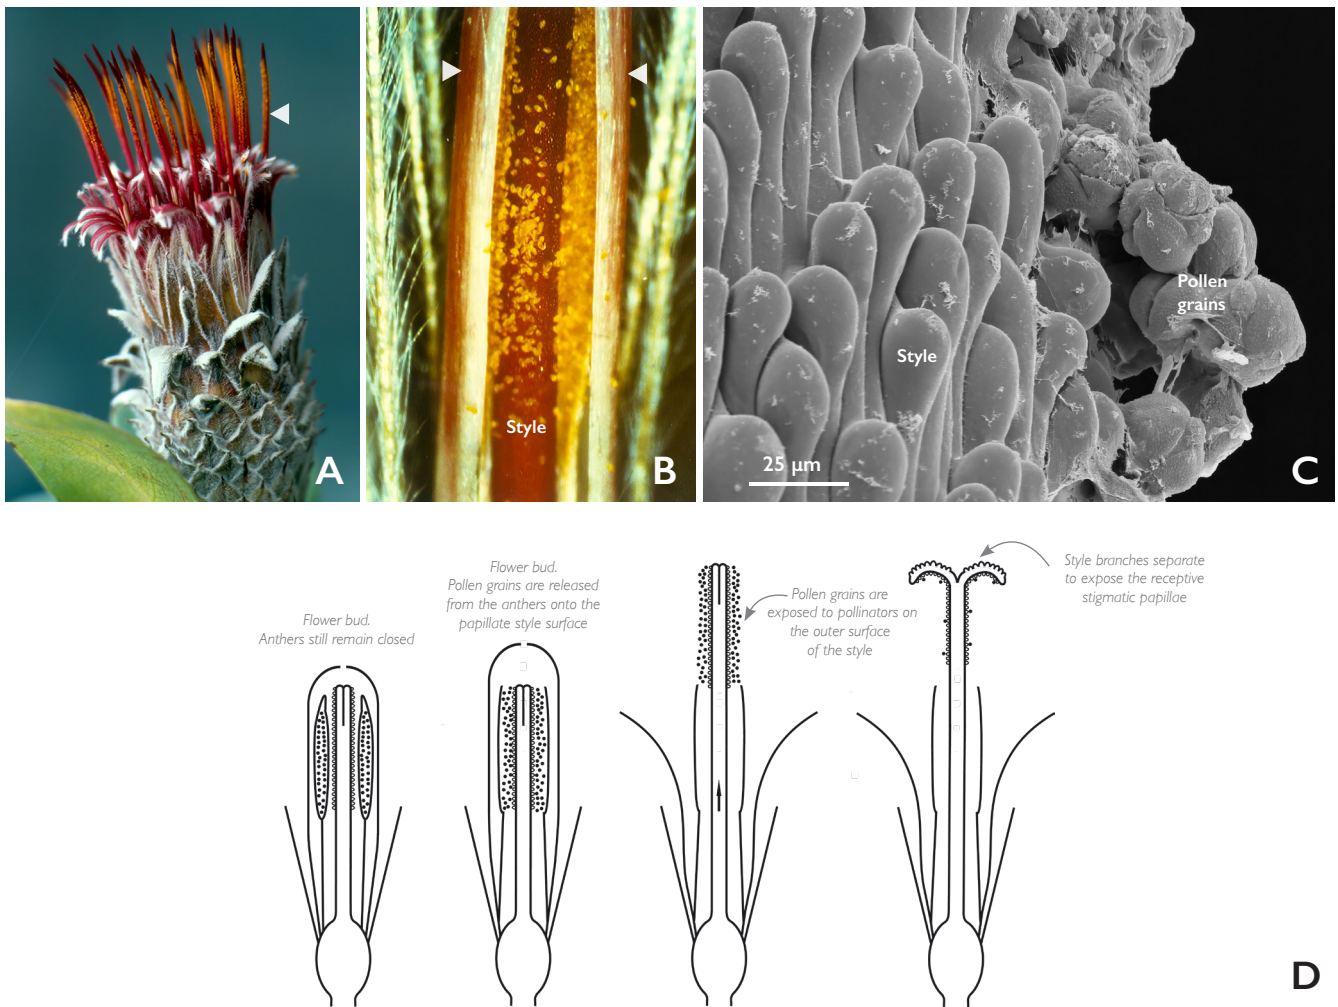 A
Style
B
Style
Pollen
grains
25 µm
C
Flower bud.
Anthers still remain closed
Flower bud.
Pollen grains are released
from the anthers onto the
papillate style surface
Pollen grains are
exposed to pollinators on
the outer surface
of the style
Style branches separate
to expose the receptive
stigmatic papillae
D